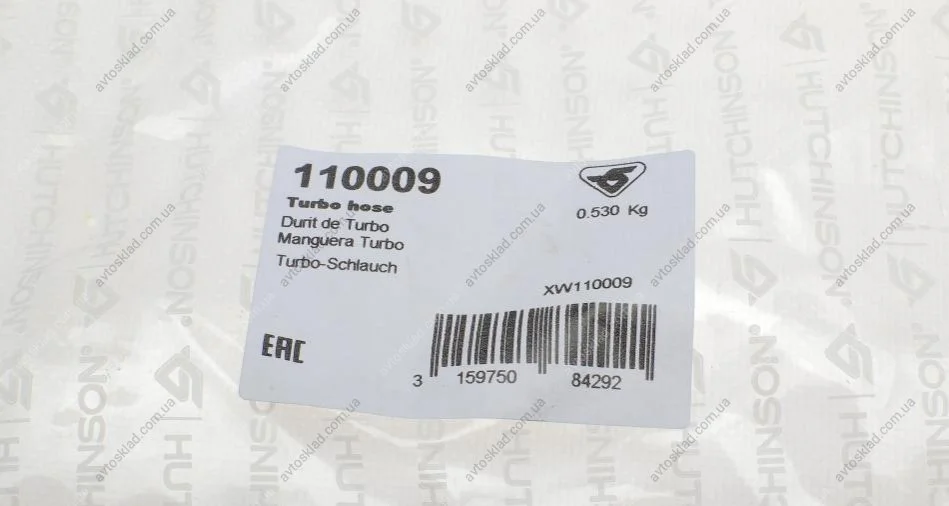 110009
Turbo hose
Durit de Turbo
Manguera Turbo
Turbo-Schlauch
0.530 Kg
XW110009
EAC
3 159750 84292
HUTCHINSON
avtosklad.com.ua